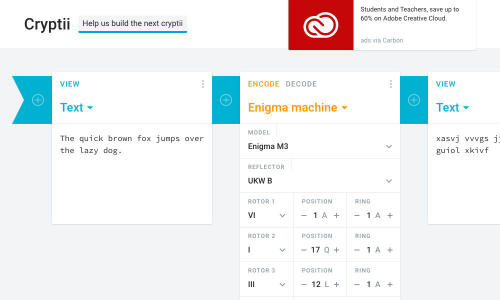 Cryptii Help us build the next cryptii
Students and Teachers, save up to
60% on Adobe Creative Cloud.
ads via Carbon
VIEW
Text
The quick brown fox jumps over
the lazy dog.
ENCODE DECODE
Enigma machine
MODEL
Enigma M3
REFLECTOR
UKW B
ROTOR 1 POSITION RING
VI − 1 A + − 1 A +
ROTOR 2 POSITION RING
I − 17 Q + − 1 A +
ROTOR 3 POSITION RING
III − 12 L + − 1 A +
VIEW
Text
xasvj vvvgs
guiol xkivf